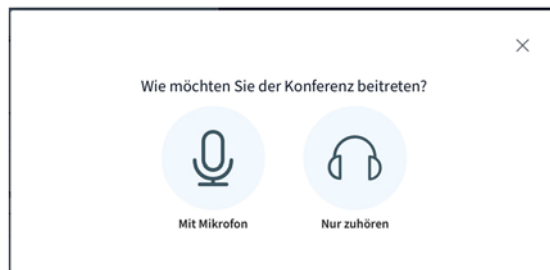 Wie möchten Sie der Konferenz beitreten?
Mit Mikrofon
Nur zuhören